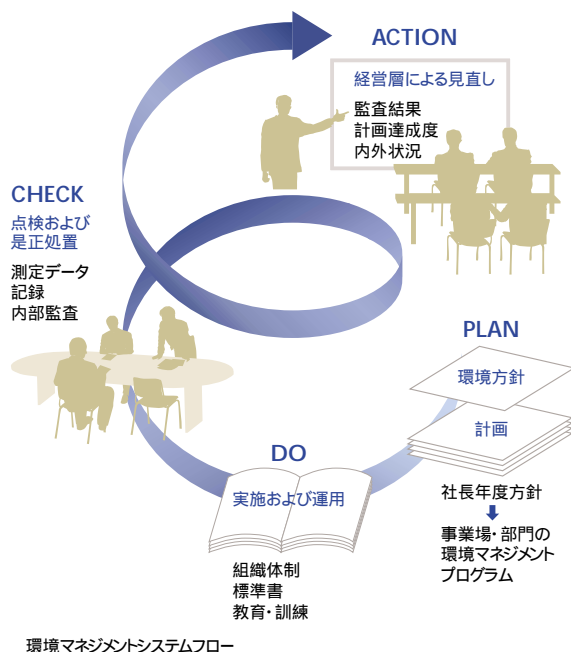 ACTION
経営層による見直し
監査結果
計画達成度
内外状況
CHECK
点検および
是正処置
測定データ
記録
内部監査
PLAN
環境方針
計画
社長年度方針
事業場・部門の
環境マネジメント
プログラム
DO
実施および運用
組織体制
標準書
教育・訓練
環境マネジメントシステムフロー